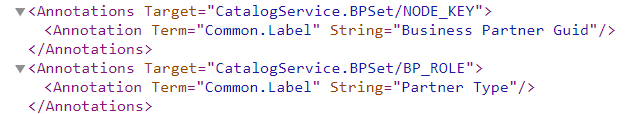 <Annotations Target="CatalogService.BPSet/NODE_KEY">
<Annotation Term="Common.Label" String="Business Partner Guid"/>
</Annotations>
<Annotations Target="CatalogService.BPSet/BP_ROLE">
<Annotation Term="Common.Label" String="Partner Type"/>
</Annotations>